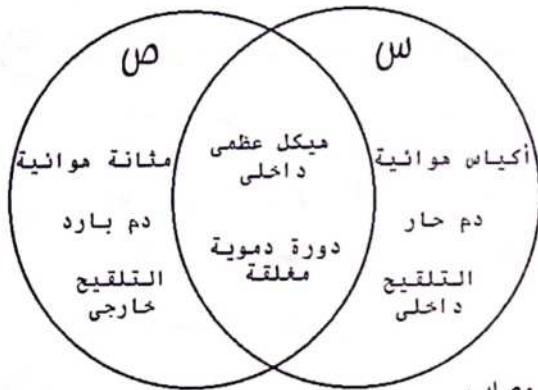 س
ص
أكياس هوائية
دم حار
التلقيح
داخلى
هيكل عظمى
داخلى
دورة دموية
مغلقة
مثانة هوائية
دم بارد
التلقيح
خارجى